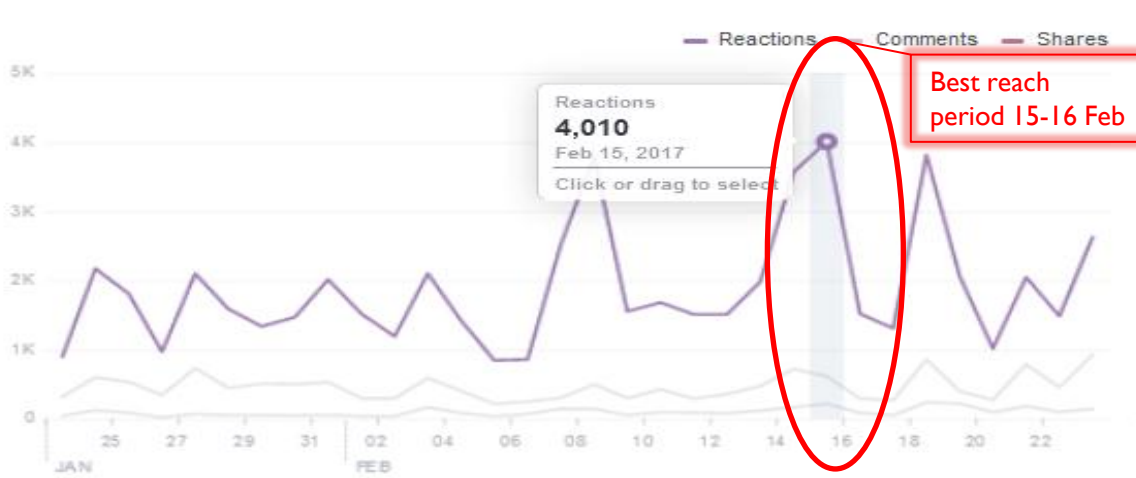 Reactions Comments Shares
Best reach
period 15-16 Feb
5K
Reactions
4,010
Feb 15, 2017
Click or drag to select
4K
3K
2K
1K
0
25 27 29 31 02 04 06 08 10 12 14 16 18 20 22
JAN FEB